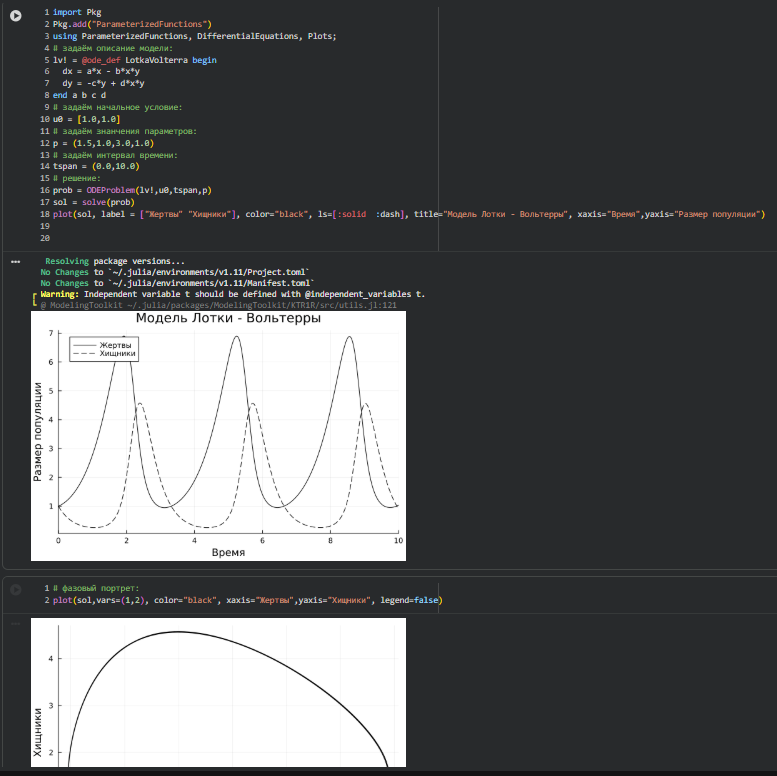 1 import Pkg
2 Pkg.add("ParameterizedFunctions")
3 using ParameterizedFunctions, DifferentialEquations, Plots;
4 # задаём описание модели:
5 lv! = @ode_def LotkaVolterra begin
6 dx = a*x - b*x*y
7 dy = -c*y + d*x*y
8 end a b c d
9 # задаём начальное условие:
10 u0 = [1.0,1.0]
11 # задаём знанчения параметров:
12 p = (1.5,1.0,3.0,1.0)
13 # задаём интервал времени:
14 tspan = (0.0,10.0)
15 # решение:
16 prob = ODEProblem(lv!,u0,tspan,p)
17 sol = solve(prob)
18 plot(sol, label = ["Жертвы" "Хищники"], color="black", ls=[:solid :dash], title="Модель Лотки - Вольтерры", xaxis="Время",yaxis="Размер популяции")
19
20
Resolving package versions...
No Changes to `~/.julia/environments/v1.11/Project.toml`
No Changes to `~/.julia/environments/v1.11/Manifest.toml`
Warning: Independent variable t should be defined with @independent_variables t.
@ ModelingToolkit ~/.julia/packages/ModelingToolkit/KTR1R/src/utils.jl:121
Модель Лотки - Вольтерры
Жертвы
Хищники
7
6
5
4
3
2
1
Размер популяции
0 2 4 6 8 10
Время
1 # фазовый портрет:
2 plot(sol,vars=(1,2), color="black", xaxis="Жертвы",yaxis="Хищники", legend=false)
4
3
2
Хищники